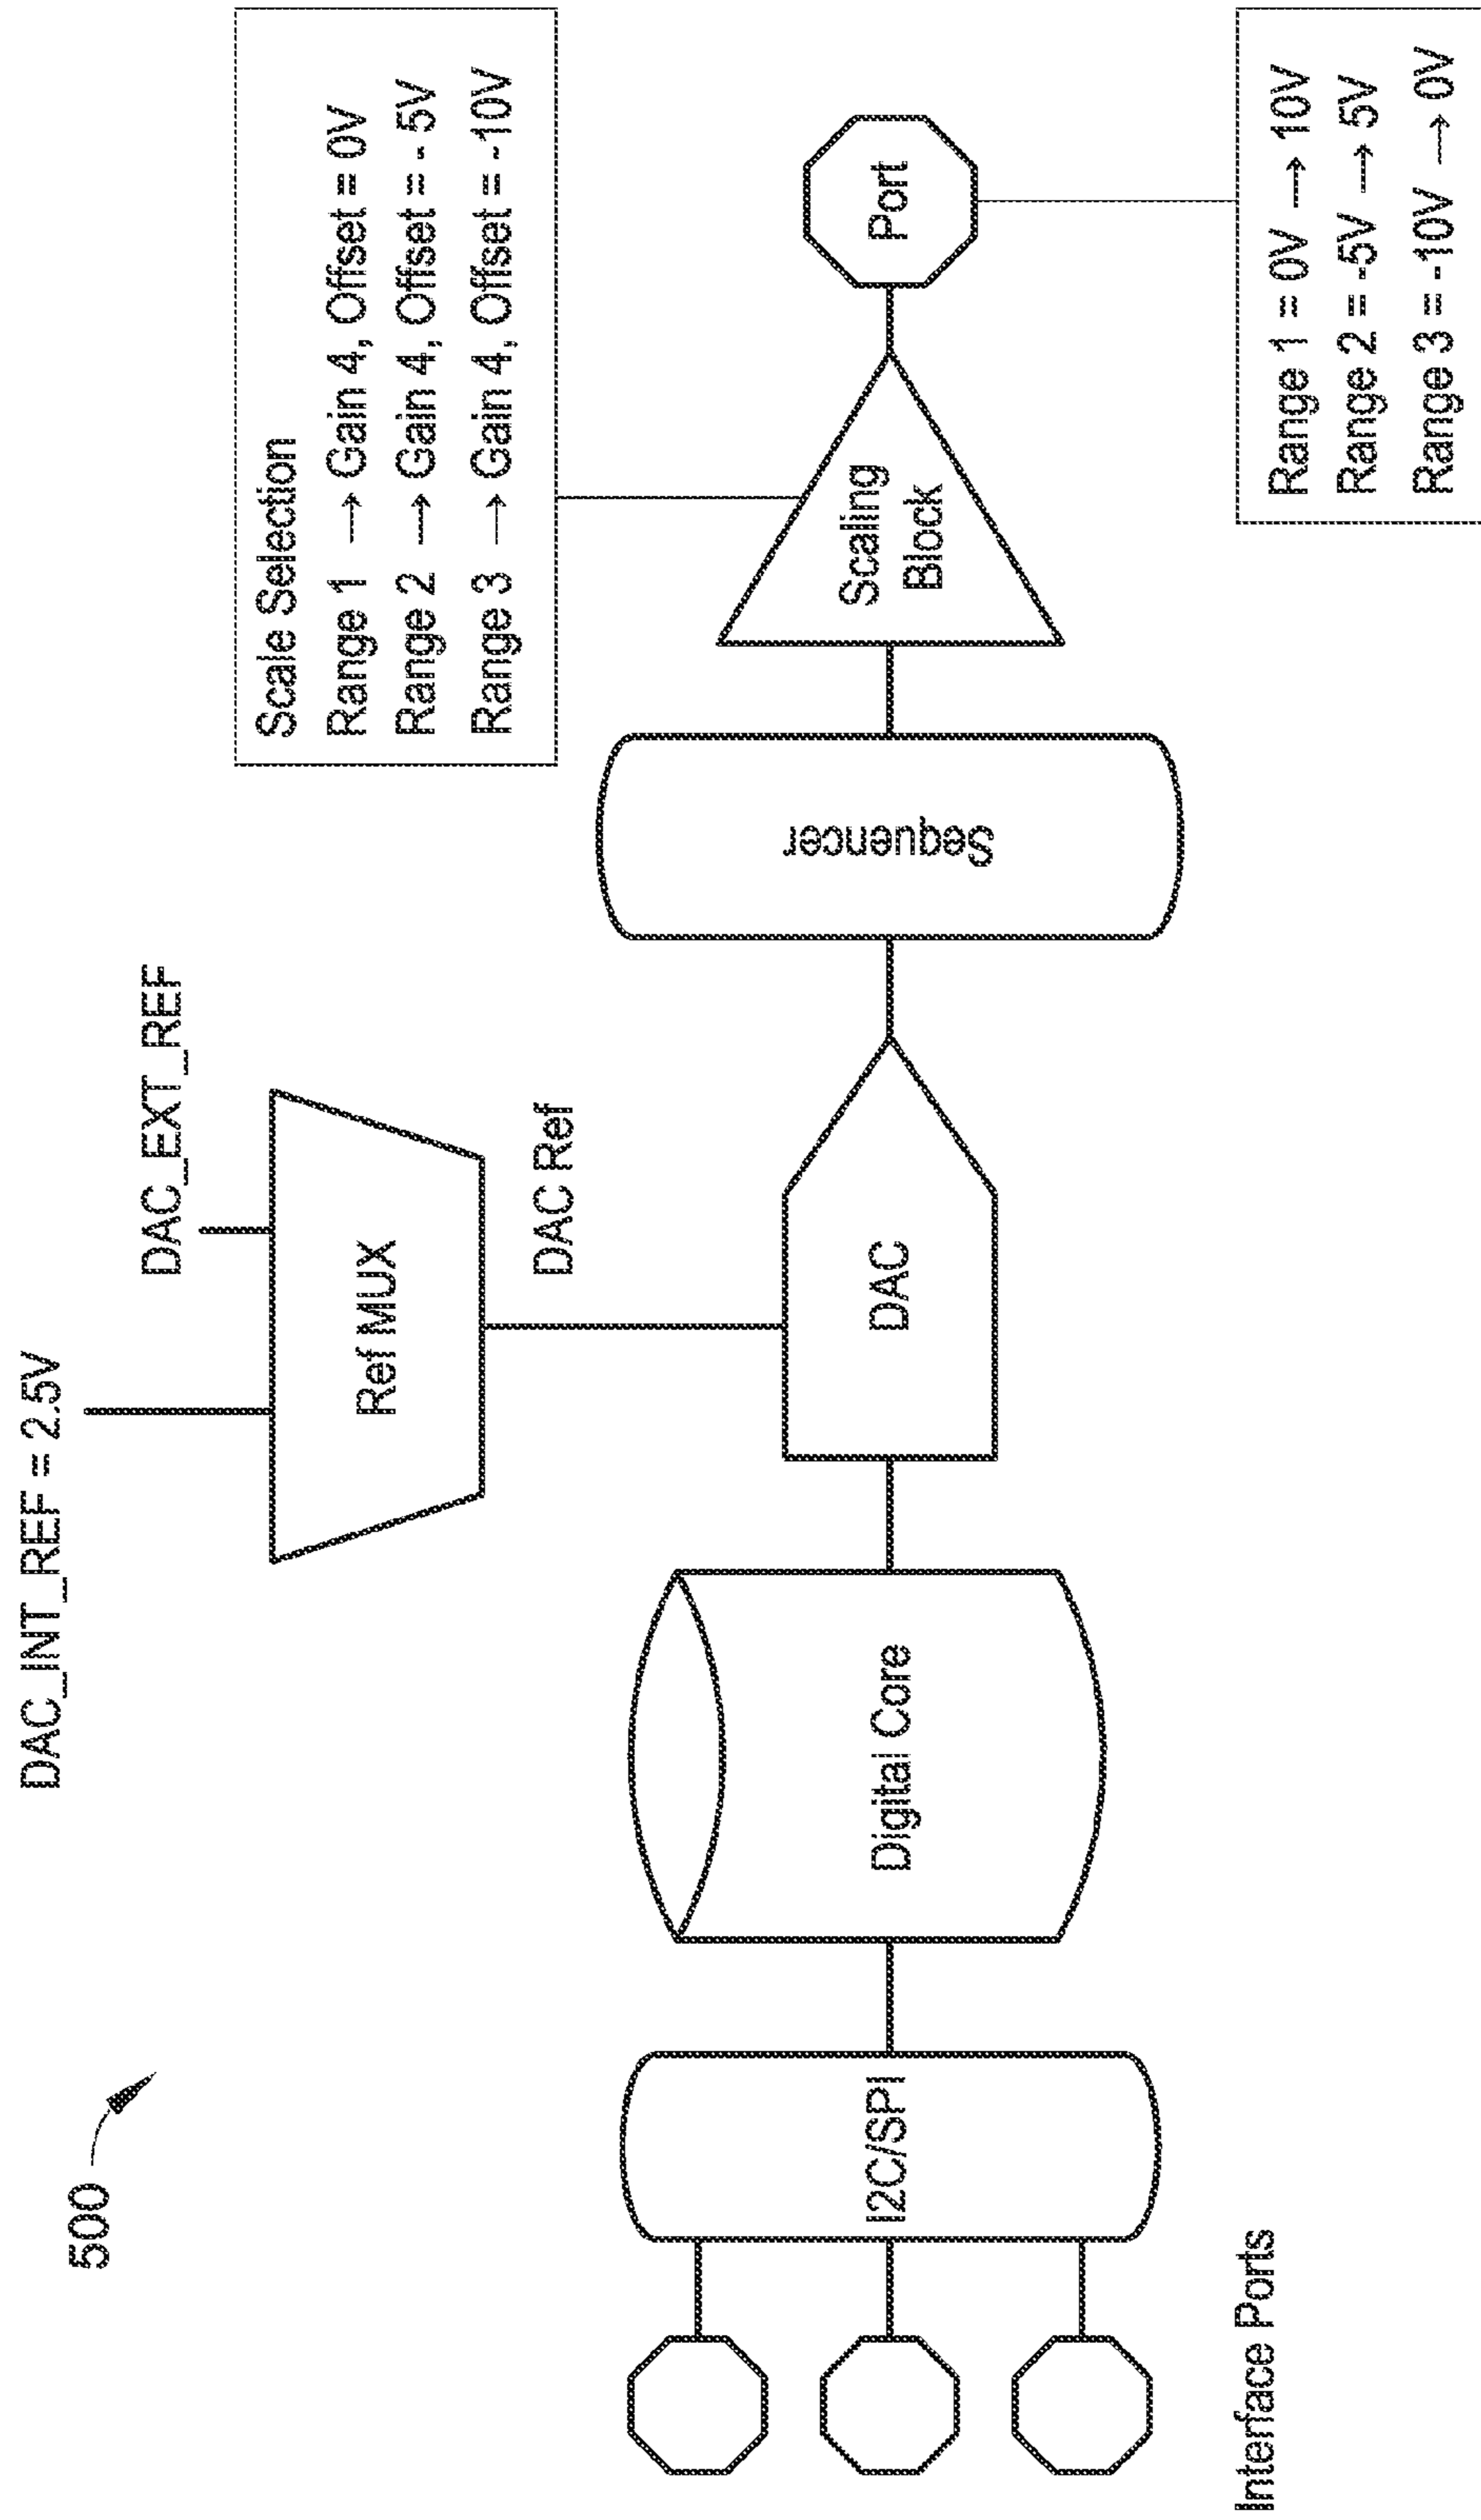 500
DAC_INT_REF = 2.5V
DAC_EXT_REF
Ref MUX
DAC Ref
Scale Selection
Range 1 → Gain 4, Offset = 0V
Range 2 → Gain 4, Offset = - 5V
Range 3 → Gain 4, Offset = -10V
I2C/SPI
Digital Core
DAC
Sequencer
Scaling
Block
Port
Interface Ports
Range 1 = 0V → 10V
Range 2 = -5V → 5V
Range 3 = -10V → 0V